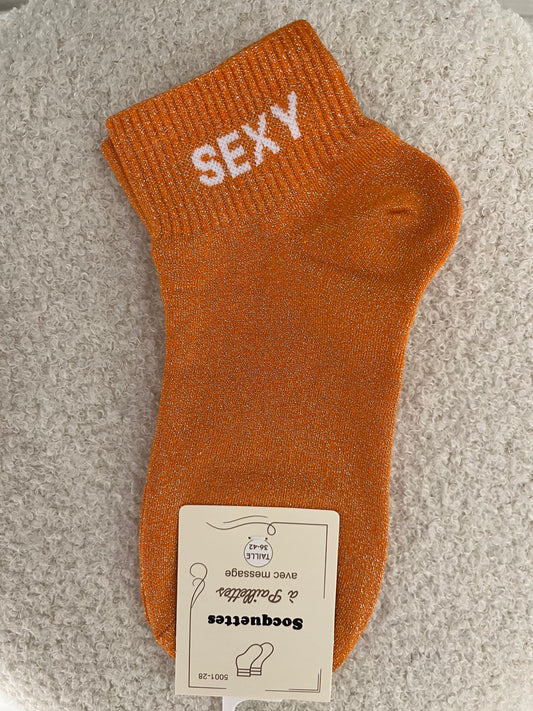 SEXY
5001-28
Socquettes
à Paillettes
avec message
TAILLE
36-42